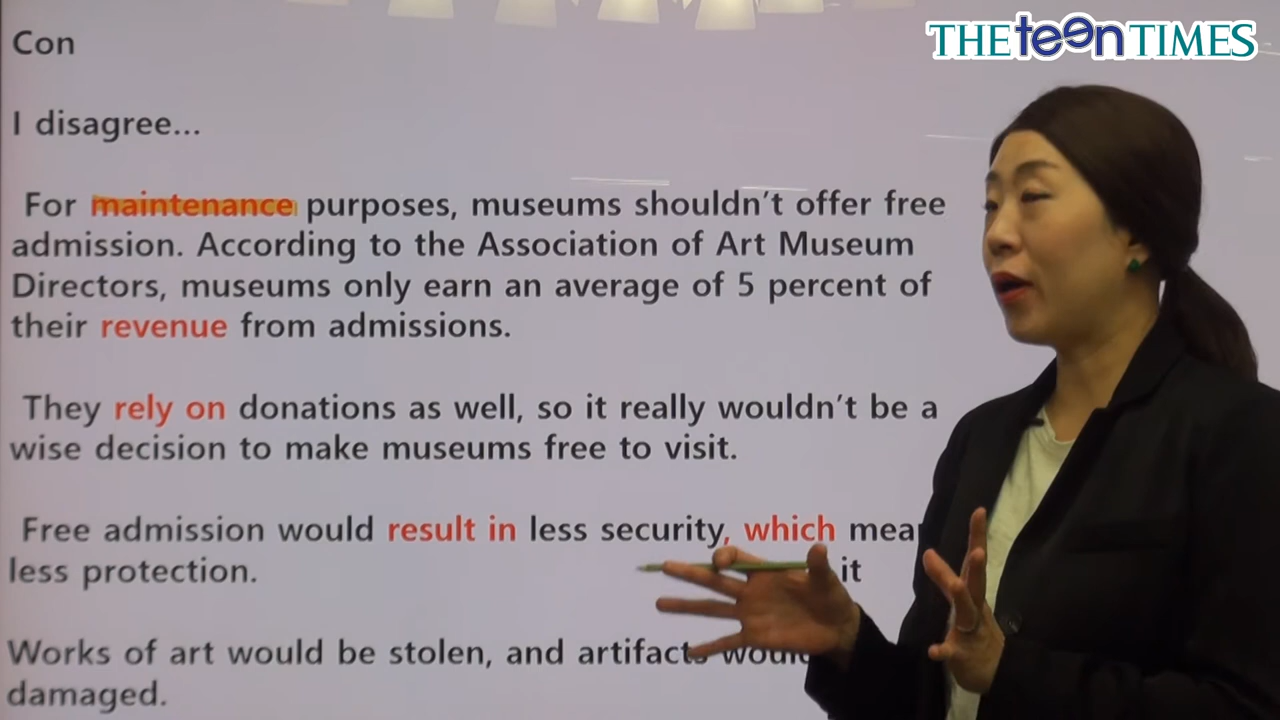 THE teen TIMES
Con
I disagree...
For maintenance purposes, museums shouldn't offer free
admission. According to the Association of Art Museum
Directors, museums only earn an average of 5 percent of
their revenue from admissions.
They rely on donations as well, so it really wouldn't be a
wise decision to make museums free to visit.
Free admission would result in less security, which
less protection. it
Works of art would be stolen, and artifacts would
damaged.